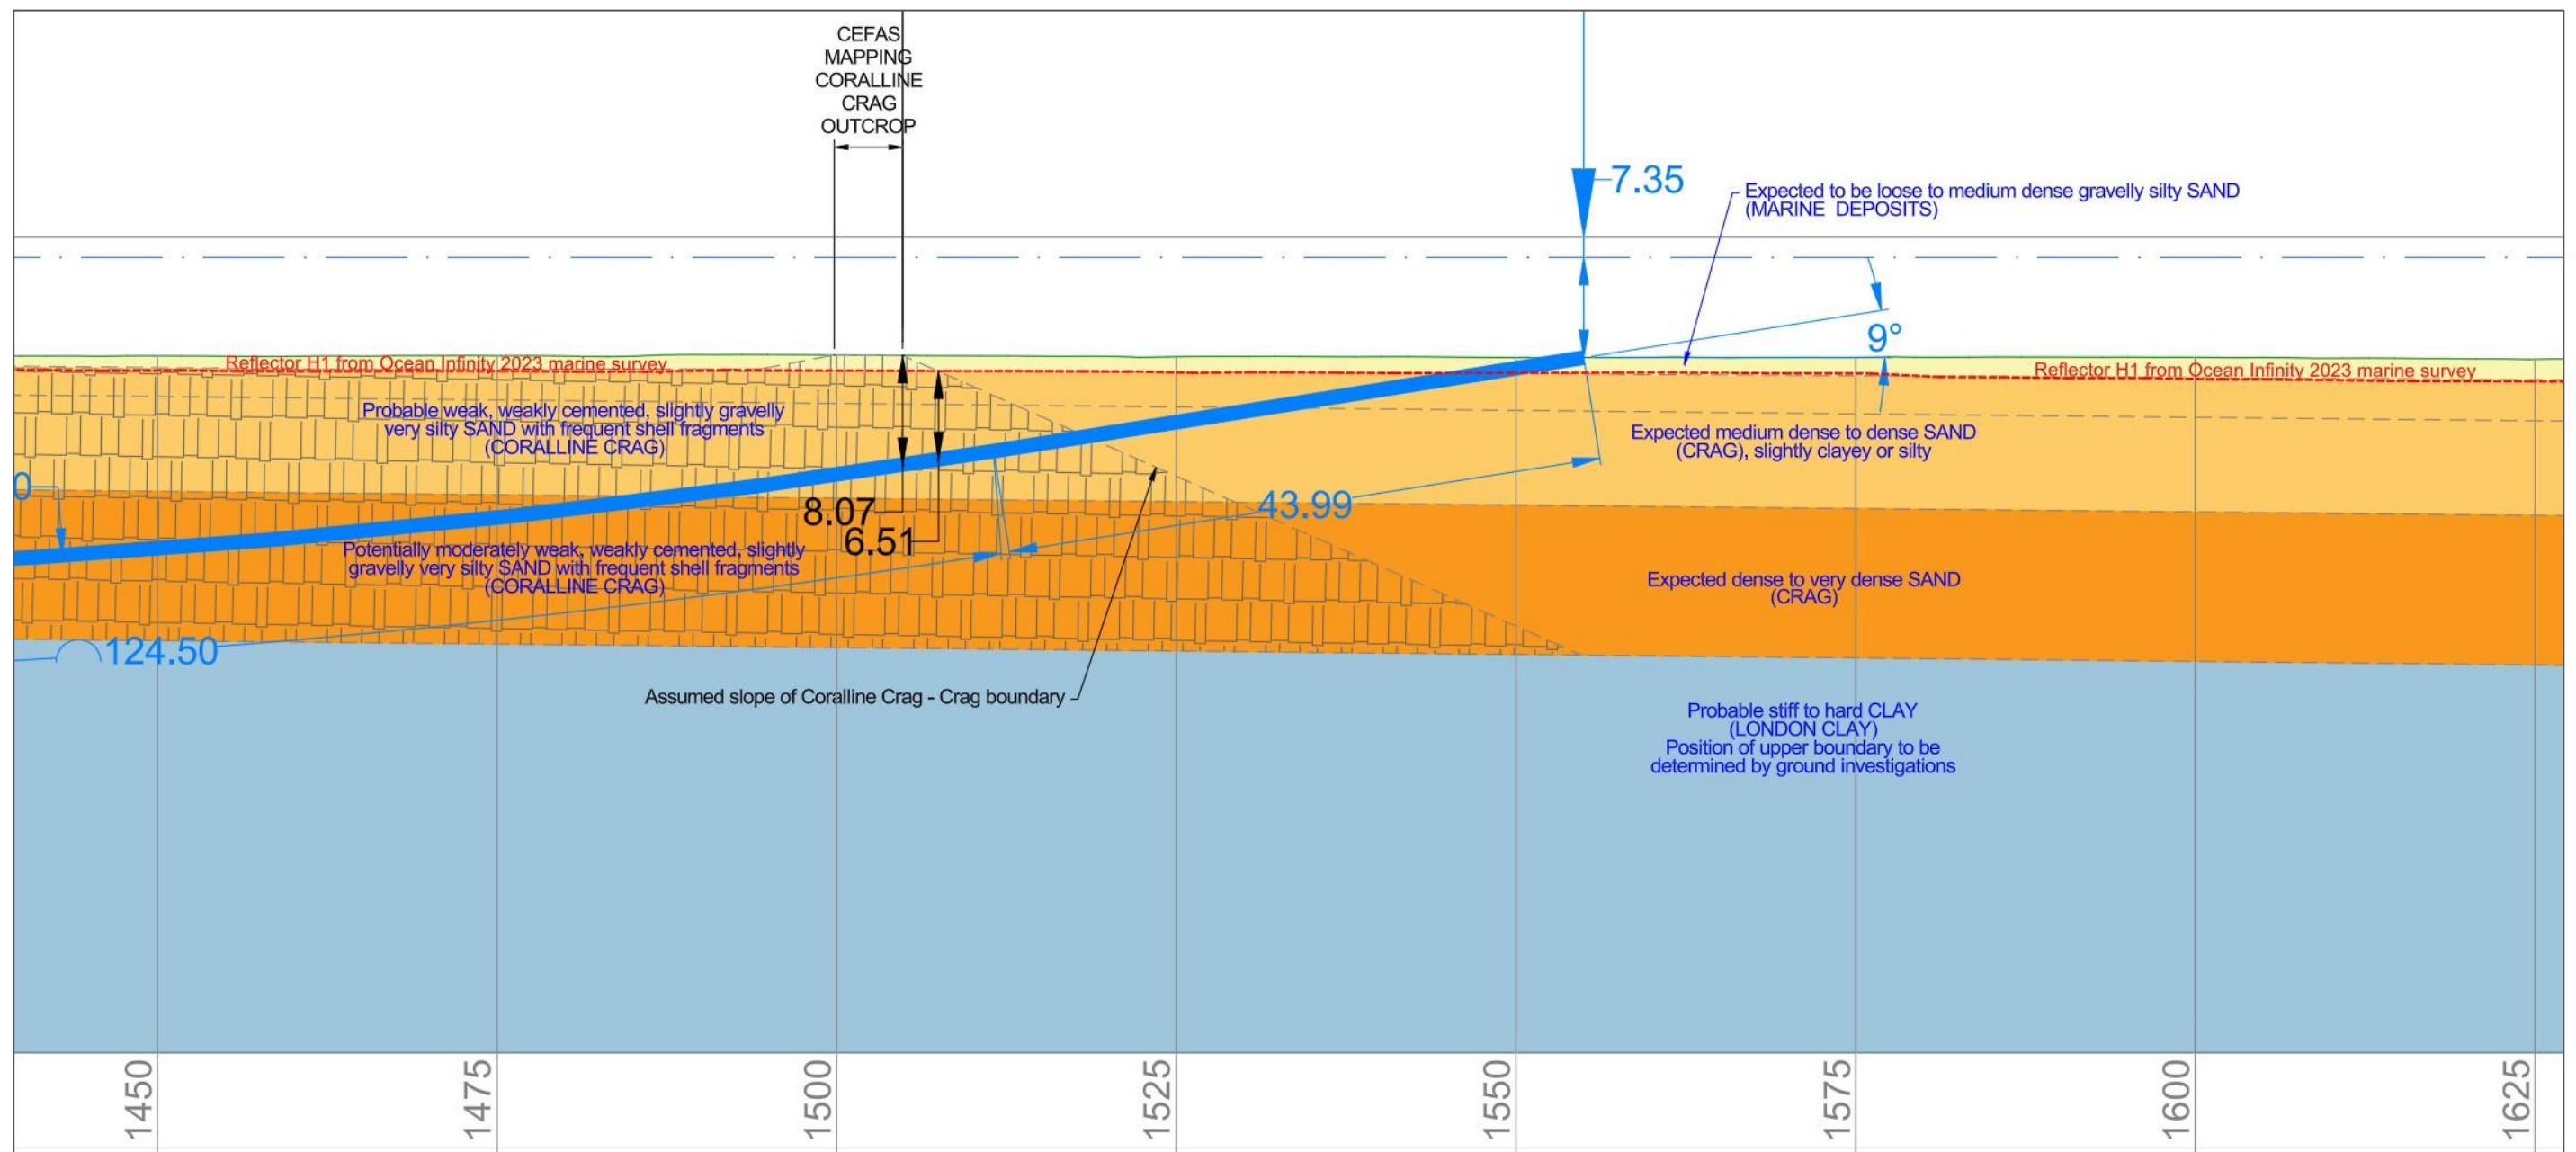 CEFAS
MAPPING
CORALLINE
CRAG
OUTCROP
7.35
Expected to be loose to medium dense gravelly silty SAND
(MARINE DEPOSITS)
9°
Reflector H1 from Ocean Infinity 2023 marine survey
Reflector H1 from Ocean Infinity 2023 marine survey
Probable weak, weakly cemented, slightly gravelly
very silty SAND with frequent shell fragments
(CORALLINE CRAG)
Expected medium dense to dense SAND
(CRAG), slightly clayey or silty
0
8.07
6.51
43.99
Potentially moderately weak, weakly cemented, slightly
gravelly very silty SAND with frequent shell fragments
(CORALLINE CRAG)
Expected dense to very dense SAND
(CRAG)
124.50
Assumed slope of Coralline Crag - Crag boundary
Probable stiff to hard CLAY
(LONDON CLAY)
Position of upper boundary to be
determined by ground investigations
1450
1475
1500
1525
1550
1575
1600
1625